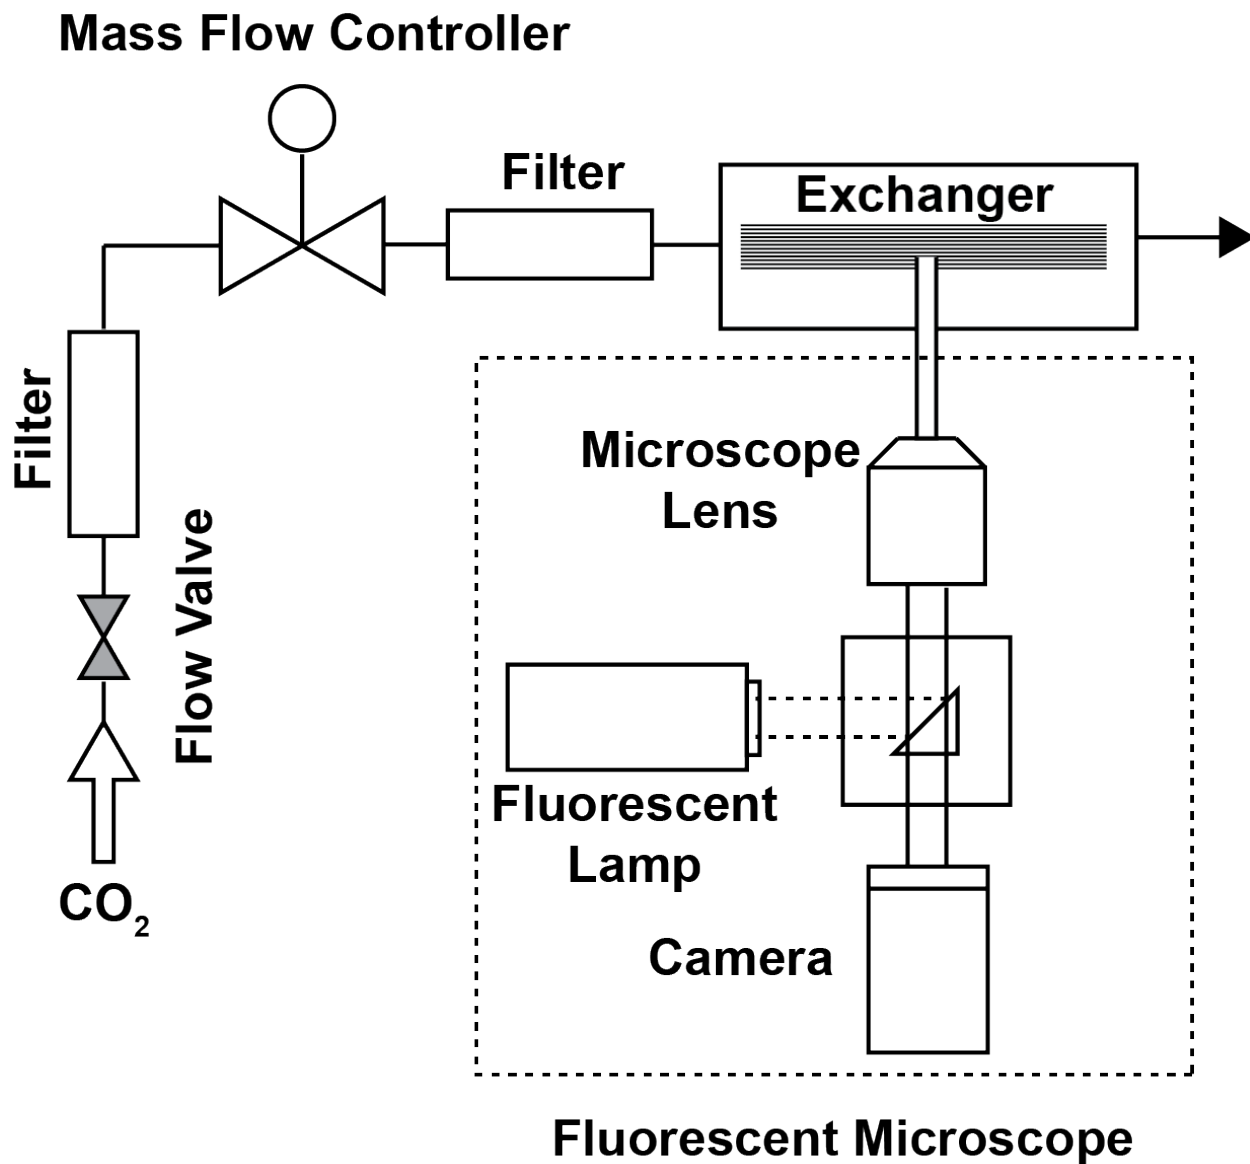 Mass Flow Controller
Filter
Exchanger
Filter
Flow Valve
CO₂
Microscope
Lens
Fluorescent
Lamp
Camera
Fluorescent Microscope